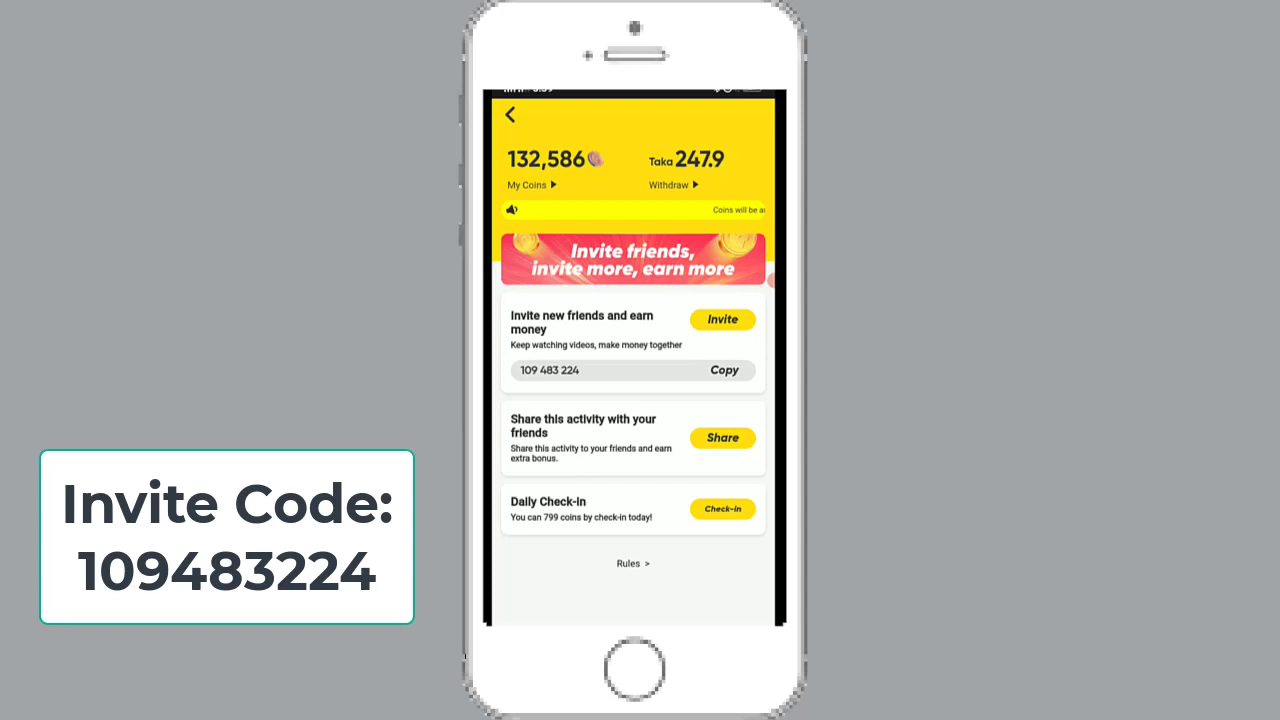 132,586
Taka 247.9
My Coins
Withdraw
Coins will be
Invite friends,
invite more, earn more
Invite new friends and earn
money
Invite
Keep watching videos, make money together
109 483 224
Copy
Share this activity with your
friends
Share
Share this activity to your friends and earn
extra bonus.
Daily Check-In
Check-in
You can 799 coins by check-in today!
Rules >
Invite Code:
109483224